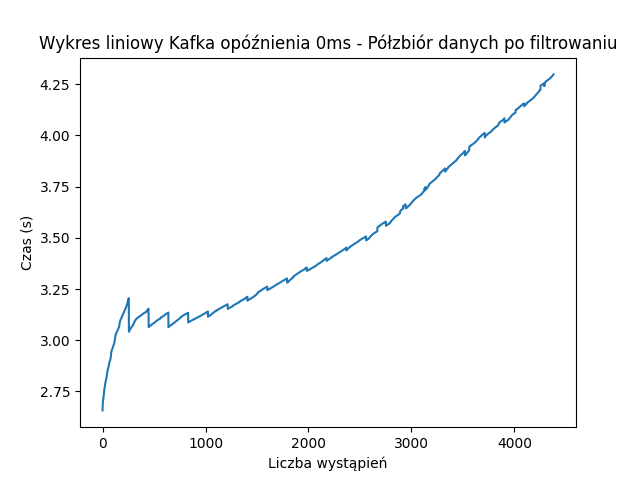 Wykres liniowy Kafka opóźnienia 0ms - Półzbiór danych po filtrowaniu
4.25
4.00
3.75
3.50
3.25
3.00
2.75
Czas (s)
0 1000 2000 3000 4000
Liczba wystąpień